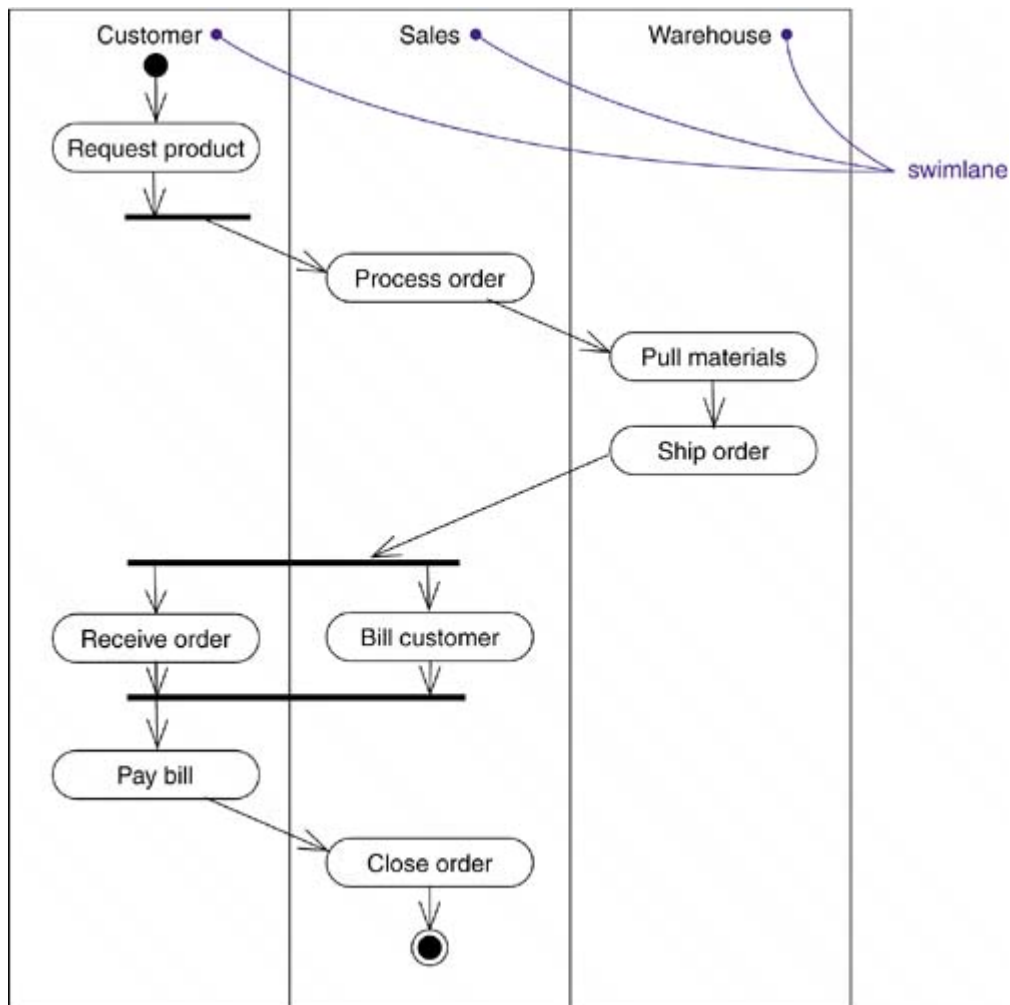 Customer
Sales
Warehouse
Request product
swimlane
Process order
Pull materials
Ship order
Receive order
Bill customer
Pay bill
Close order